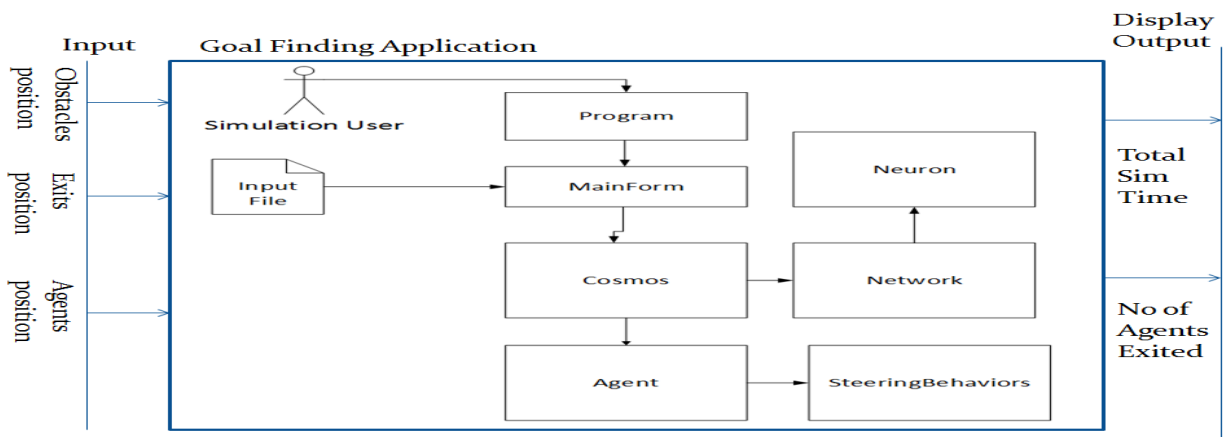 Input
Goal Finding Application
Display
Output
Obstacles
position
Exits
position
Agents
position
Simulation User
Program
Input
File
MainForm
Neuron
Cosmos
Network
Agent
SteeringBehaviors
Total
Sim
Time
No of
Agents
Exited